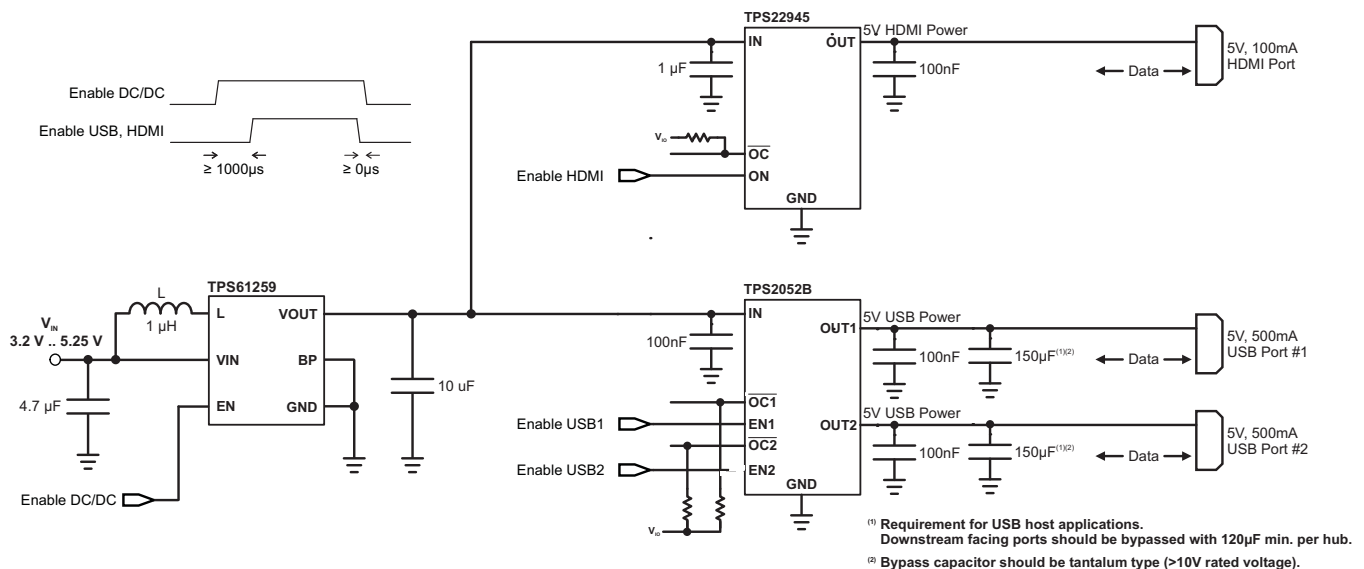 TPS22945
IN
OUT
5V HDMI Power
1 µF
100nF
5V, 100mA
HDMI Port
Data
V_IO
OC
ON
Enable HDMI
GND
Enable DC/DC
Enable USB, HDMI
≥ 1000µs
≥ 0µs
TPS61259
L
1 µH
L
VOUT
V_IN
3.2 V .. 5.25 V
VIN
BP
EN
GND
4.7 µF
10 uF
Enable DC/DC
TPS2052B
IN
OUT1
5V USB Power
100nF
100nF
150µF(1)(2)
5V, 500mA
USB Port #1
Data
OC1
Enable USB1
EN1
OC2
Enable USB2
EN2
OUT2
5V USB Power
100nF
150µF(1)(2)
5V, 500mA
USB Port #2
Data
GND
V_IO
(1) Requirement for USB host applications.
Downstream facing ports should be bypassed with 120µF min. per hub.
(2) Bypass capacitor should be tantalum type (>10V rated voltage).